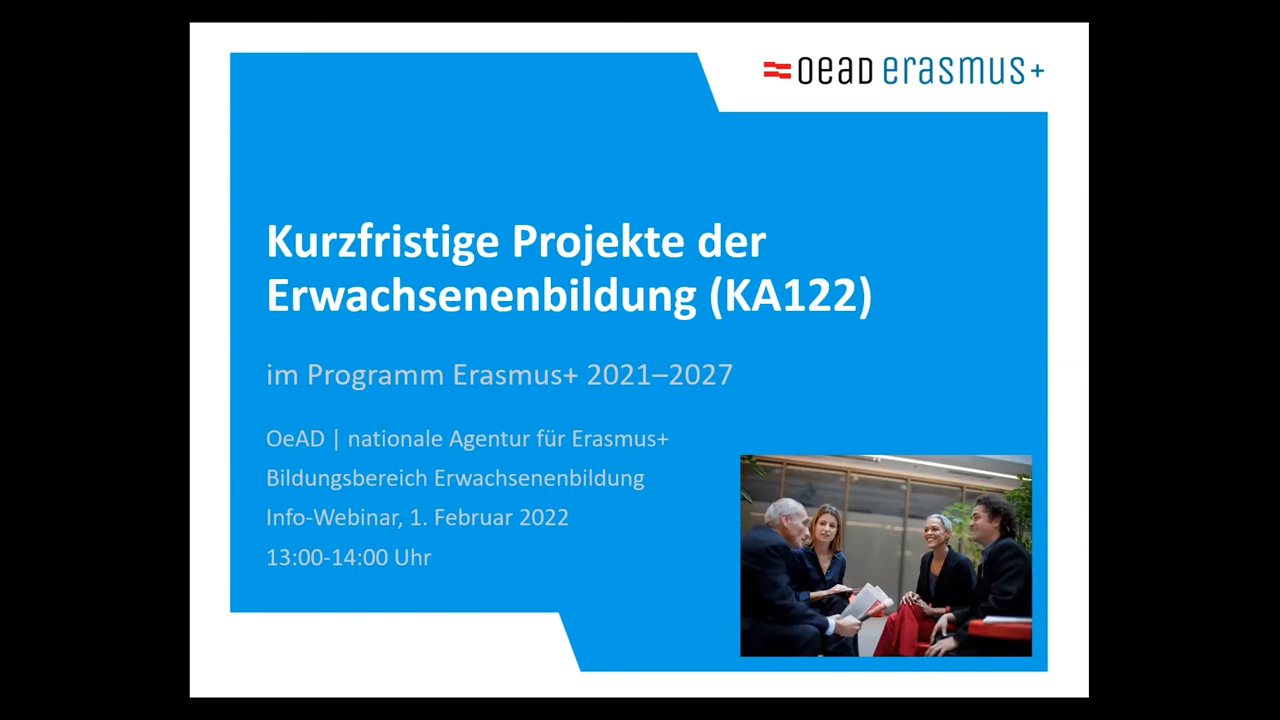 oead erasmus+
Kurzfristige Projekte der
Erwachsenenbildung (KA122)
im Programm Erasmus+ 2021–2027
OeAD | nationale Agentur für Erasmus+
Bildungsbereich Erwachsenenbildung
Info-Webinar, 1. Februar 2022
13:00-14:00 Uhr